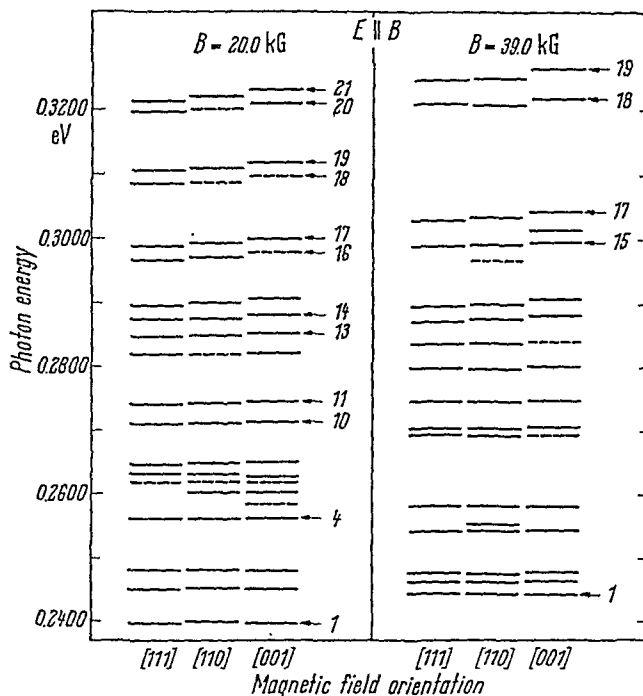 E || B
B = 20.0 kG
B = 39.0 kG
0.3200
eV
0.3000
0.2800
0.2600
0.2400
Photon energy
21
20
19
18
17
16
14
13
11
10
4
1
19
18
17
15
1
[111] [110] [001]
[111] [110] [001]
Magnetic field orientation